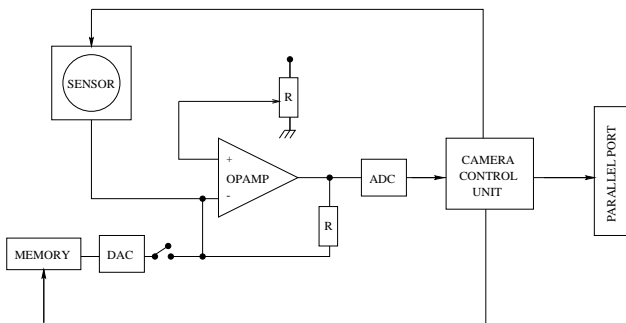 SENSOR
R
+
OPAMP
-
ADC
CAMERA
CONTROL
UNIT
PARALLEL PORT
R
MEMORY
DAC